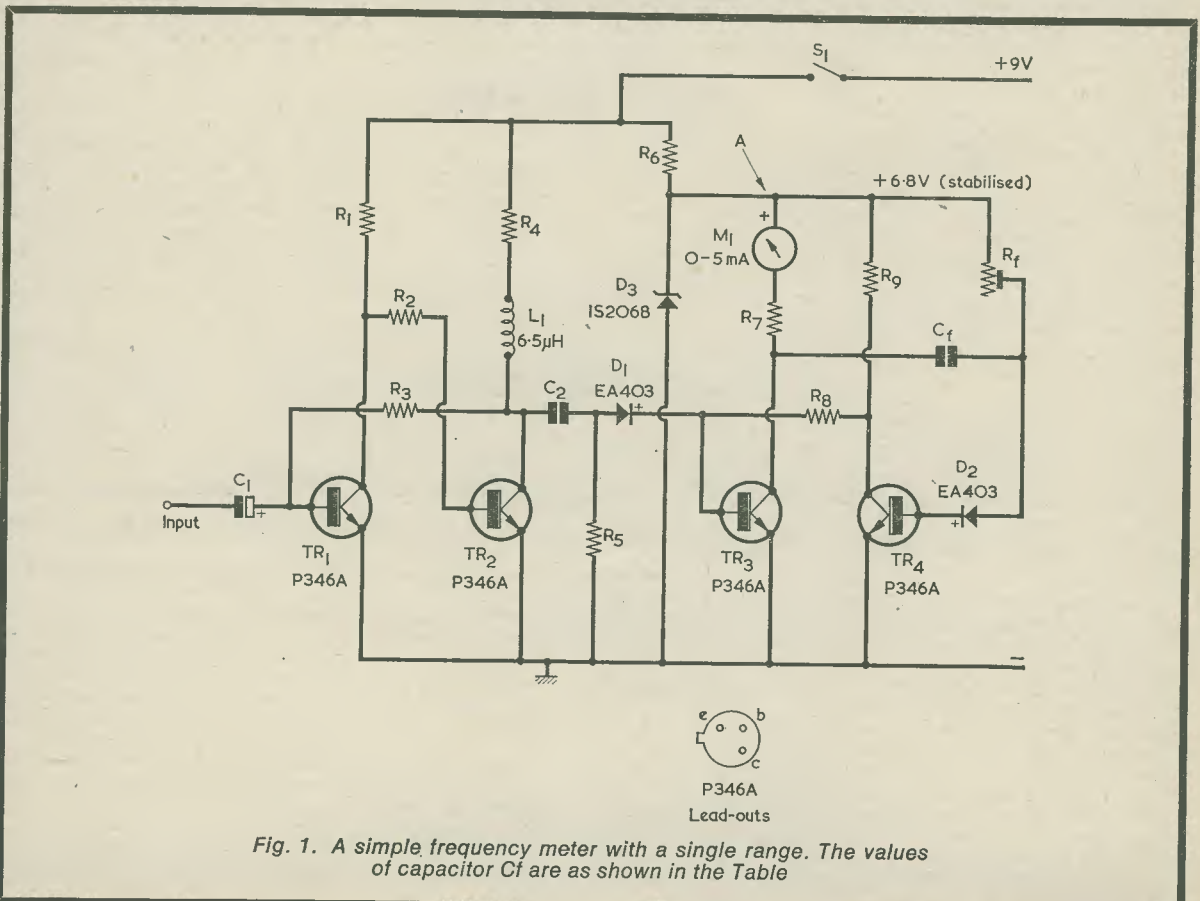 S1
+9V
A
R6
+6·8V (stabilised)
R1
R4
+
M1
0-5mA
R9
Rf
R2
L1
6·5µH
D3
IS2068
R7
Cf
D1
EA4O3
+
R3
C2
R8
C1
+
Input
D2
EA4O3
+
R5
TR1
P346A
TR2
P346A
TR3
P346A
TR4
P346A
−
e
b
c
P346A
Lead-outs
Fig. 1. A simple frequency meter with a single range. The values
of capacitor Cf are as shown in the Table